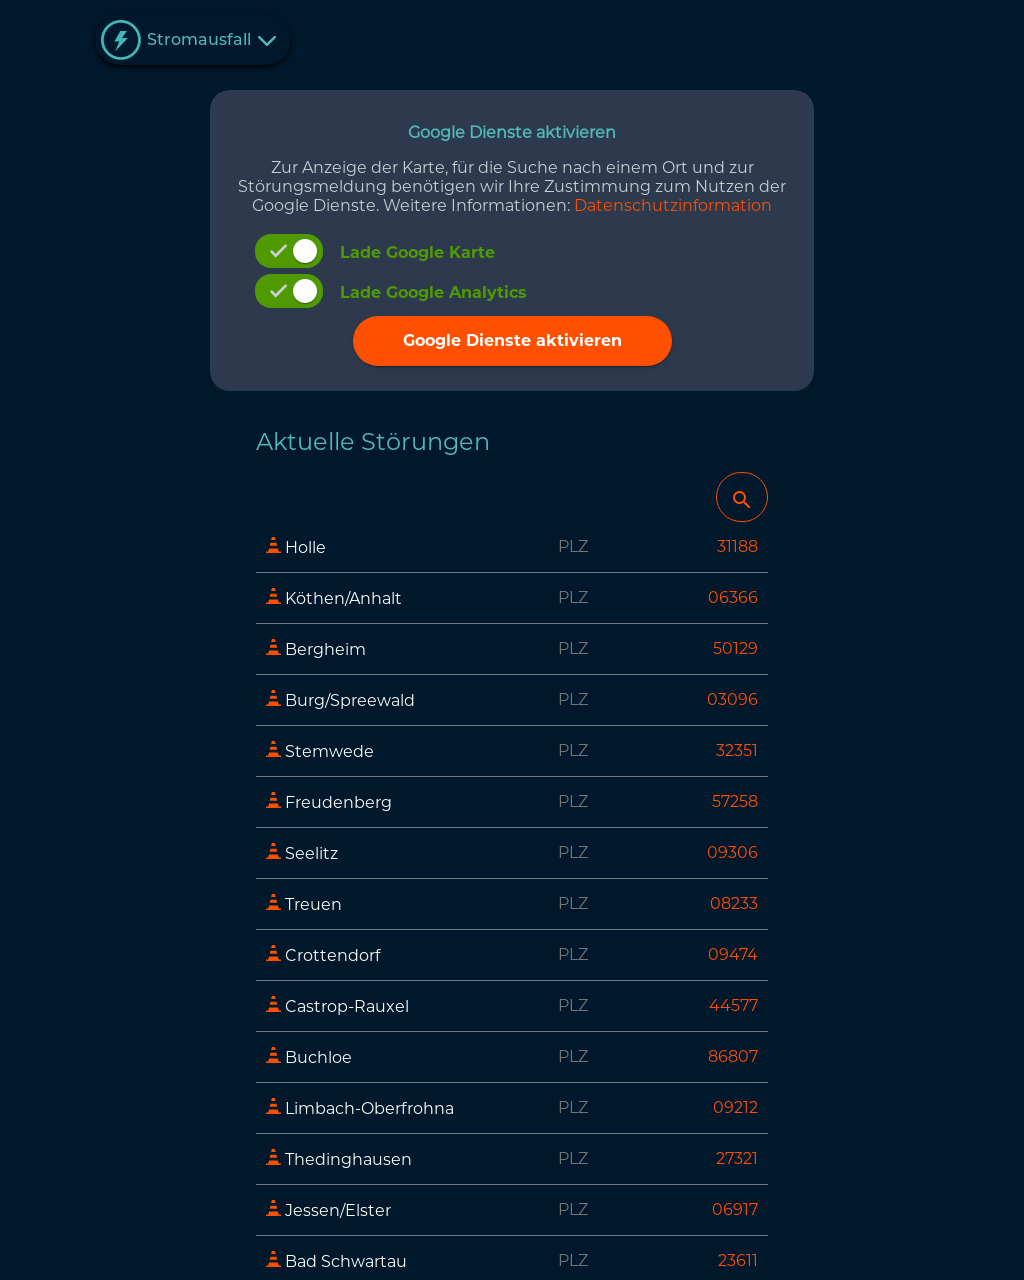 Stromausfall
Google Dienste aktivieren
Zur Anzeige der Karte, für die Suche nach einem Ort und zur
Störungsmeldung benötigen wir Ihre Zustimmung zum Nutzen der
Google Dienste. Weitere Informationen: Datenschutzinformation
Lade Google Karte
Lade Google Analytics
Google Dienste aktivieren
Aktuelle Störungen
Holle PLZ 31188
Köthen/Anhalt PLZ 06366
Bergheim PLZ 50129
Burg/Spreewald PLZ 03096
Stemwede PLZ 32351
Freudenberg PLZ 57258
Seelitz PLZ 09306
Treuen PLZ 08233
Crottendorf PLZ 09474
Castrop-Rauxel PLZ 44577
Buchloe PLZ 86807
Limbach-Oberfrohna PLZ 09212
Thedinghausen PLZ 27321
Jessen/Elster PLZ 06917
Bad Schwartau PLZ 23611